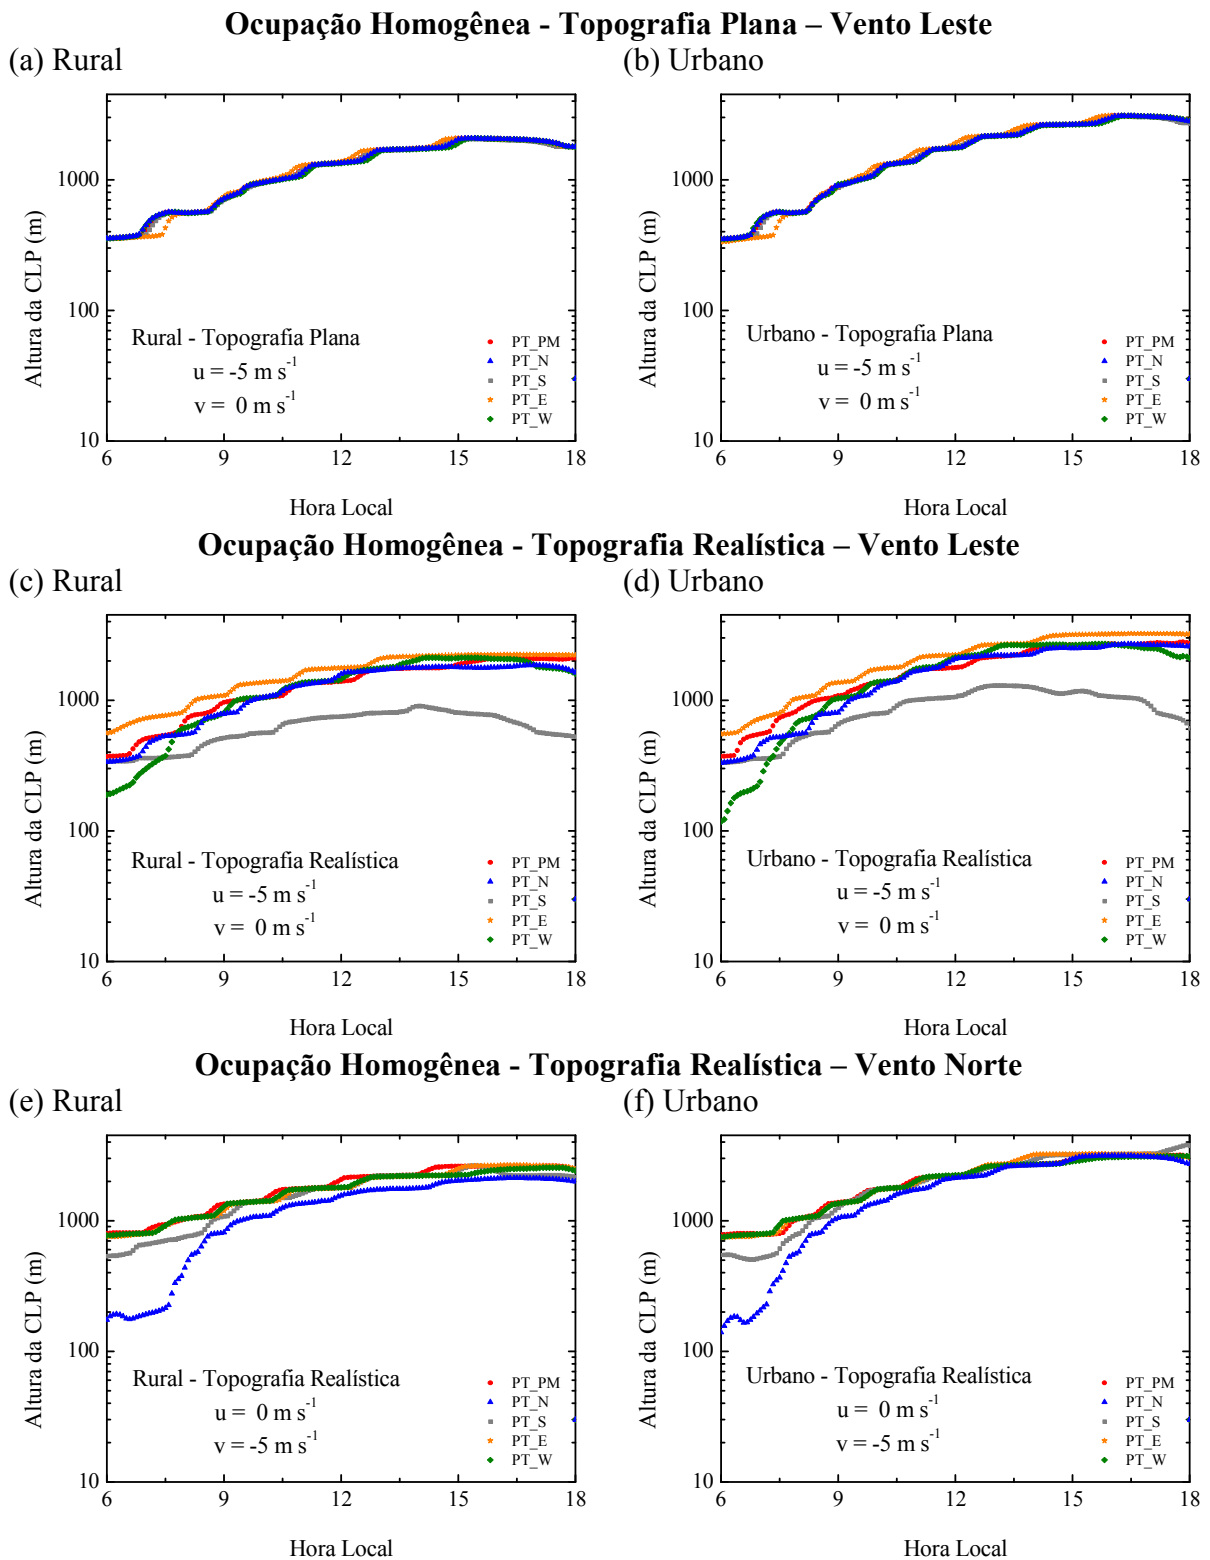 Ocupação Homogênea - Topografia Plana – Vento Leste
(a) Rural
(b) Urbano
Altura da CLP (m)
1000
100
10
Rural - Topografia Plana
u = -5 m s-1
v = 0 m s-1
PT_PM
PT_N
PT_S
PT_E
PT_W
6 9 12 15 18
Hora Local
Altura da CLP (m)
1000
100
10
Urbano - Topografia Plana
u = -5 m s-1
v = 0 m s-1
PT_PM
PT_N
PT_S
PT_E
PT_W
6 9 12 15 18
Hora Local
Ocupação Homogênea - Topografia Realística – Vento Leste
(c) Rural
(d) Urbano
Altura da CLP (m)
1000
100
10
Rural - Topografia Realística
u = -5 m s-1
v = 0 m s-1
PT_PM
PT_N
PT_S
PT_E
PT_W
6 9 12 15 18
Hora Local
Altura da CLP (m)
1000
100
10
Urbano - Topografia Realística
u = -5 m s-1
v = 0 m s-1
PT_PM
PT_N
PT_S
PT_E
PT_W
6 9 12 15 18
Hora Local
Ocupação Homogênea - Topografia Realística – Vento Norte
(e) Rural
(f) Urbano
Altura da CLP (m)
1000
100
10
Rural - Topografia Realística
u = 0 m s-1
v = -5 m s-1
PT_PM
PT_N
PT_S
PT_E
PT_W
6 9 12 15 18
Hora Local
Altura da CLP (m)
1000
100
10
Urbano - Topografia Realística
u = 0 m s-1
v = -5 m s-1
PT_PM
PT_N
PT_S
PT_E
PT_W
6 9 12 15 18
Hora Local